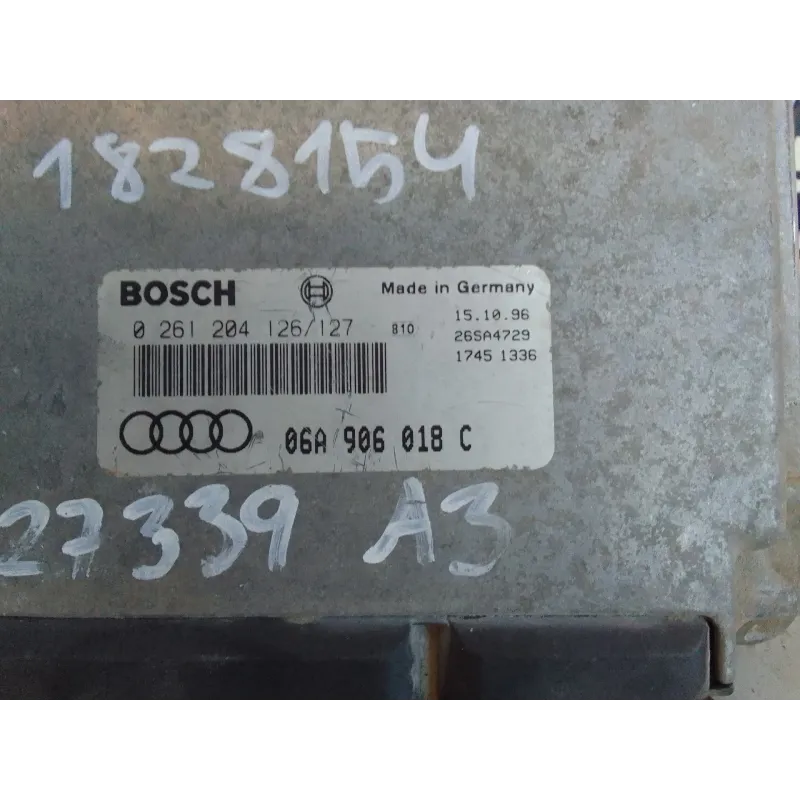 1828154
BOSCH Made in Germany
0 261 204 126/127 B10 15.10.96
26SA4729
1745 1336
06A 906 018 C
27339 A3